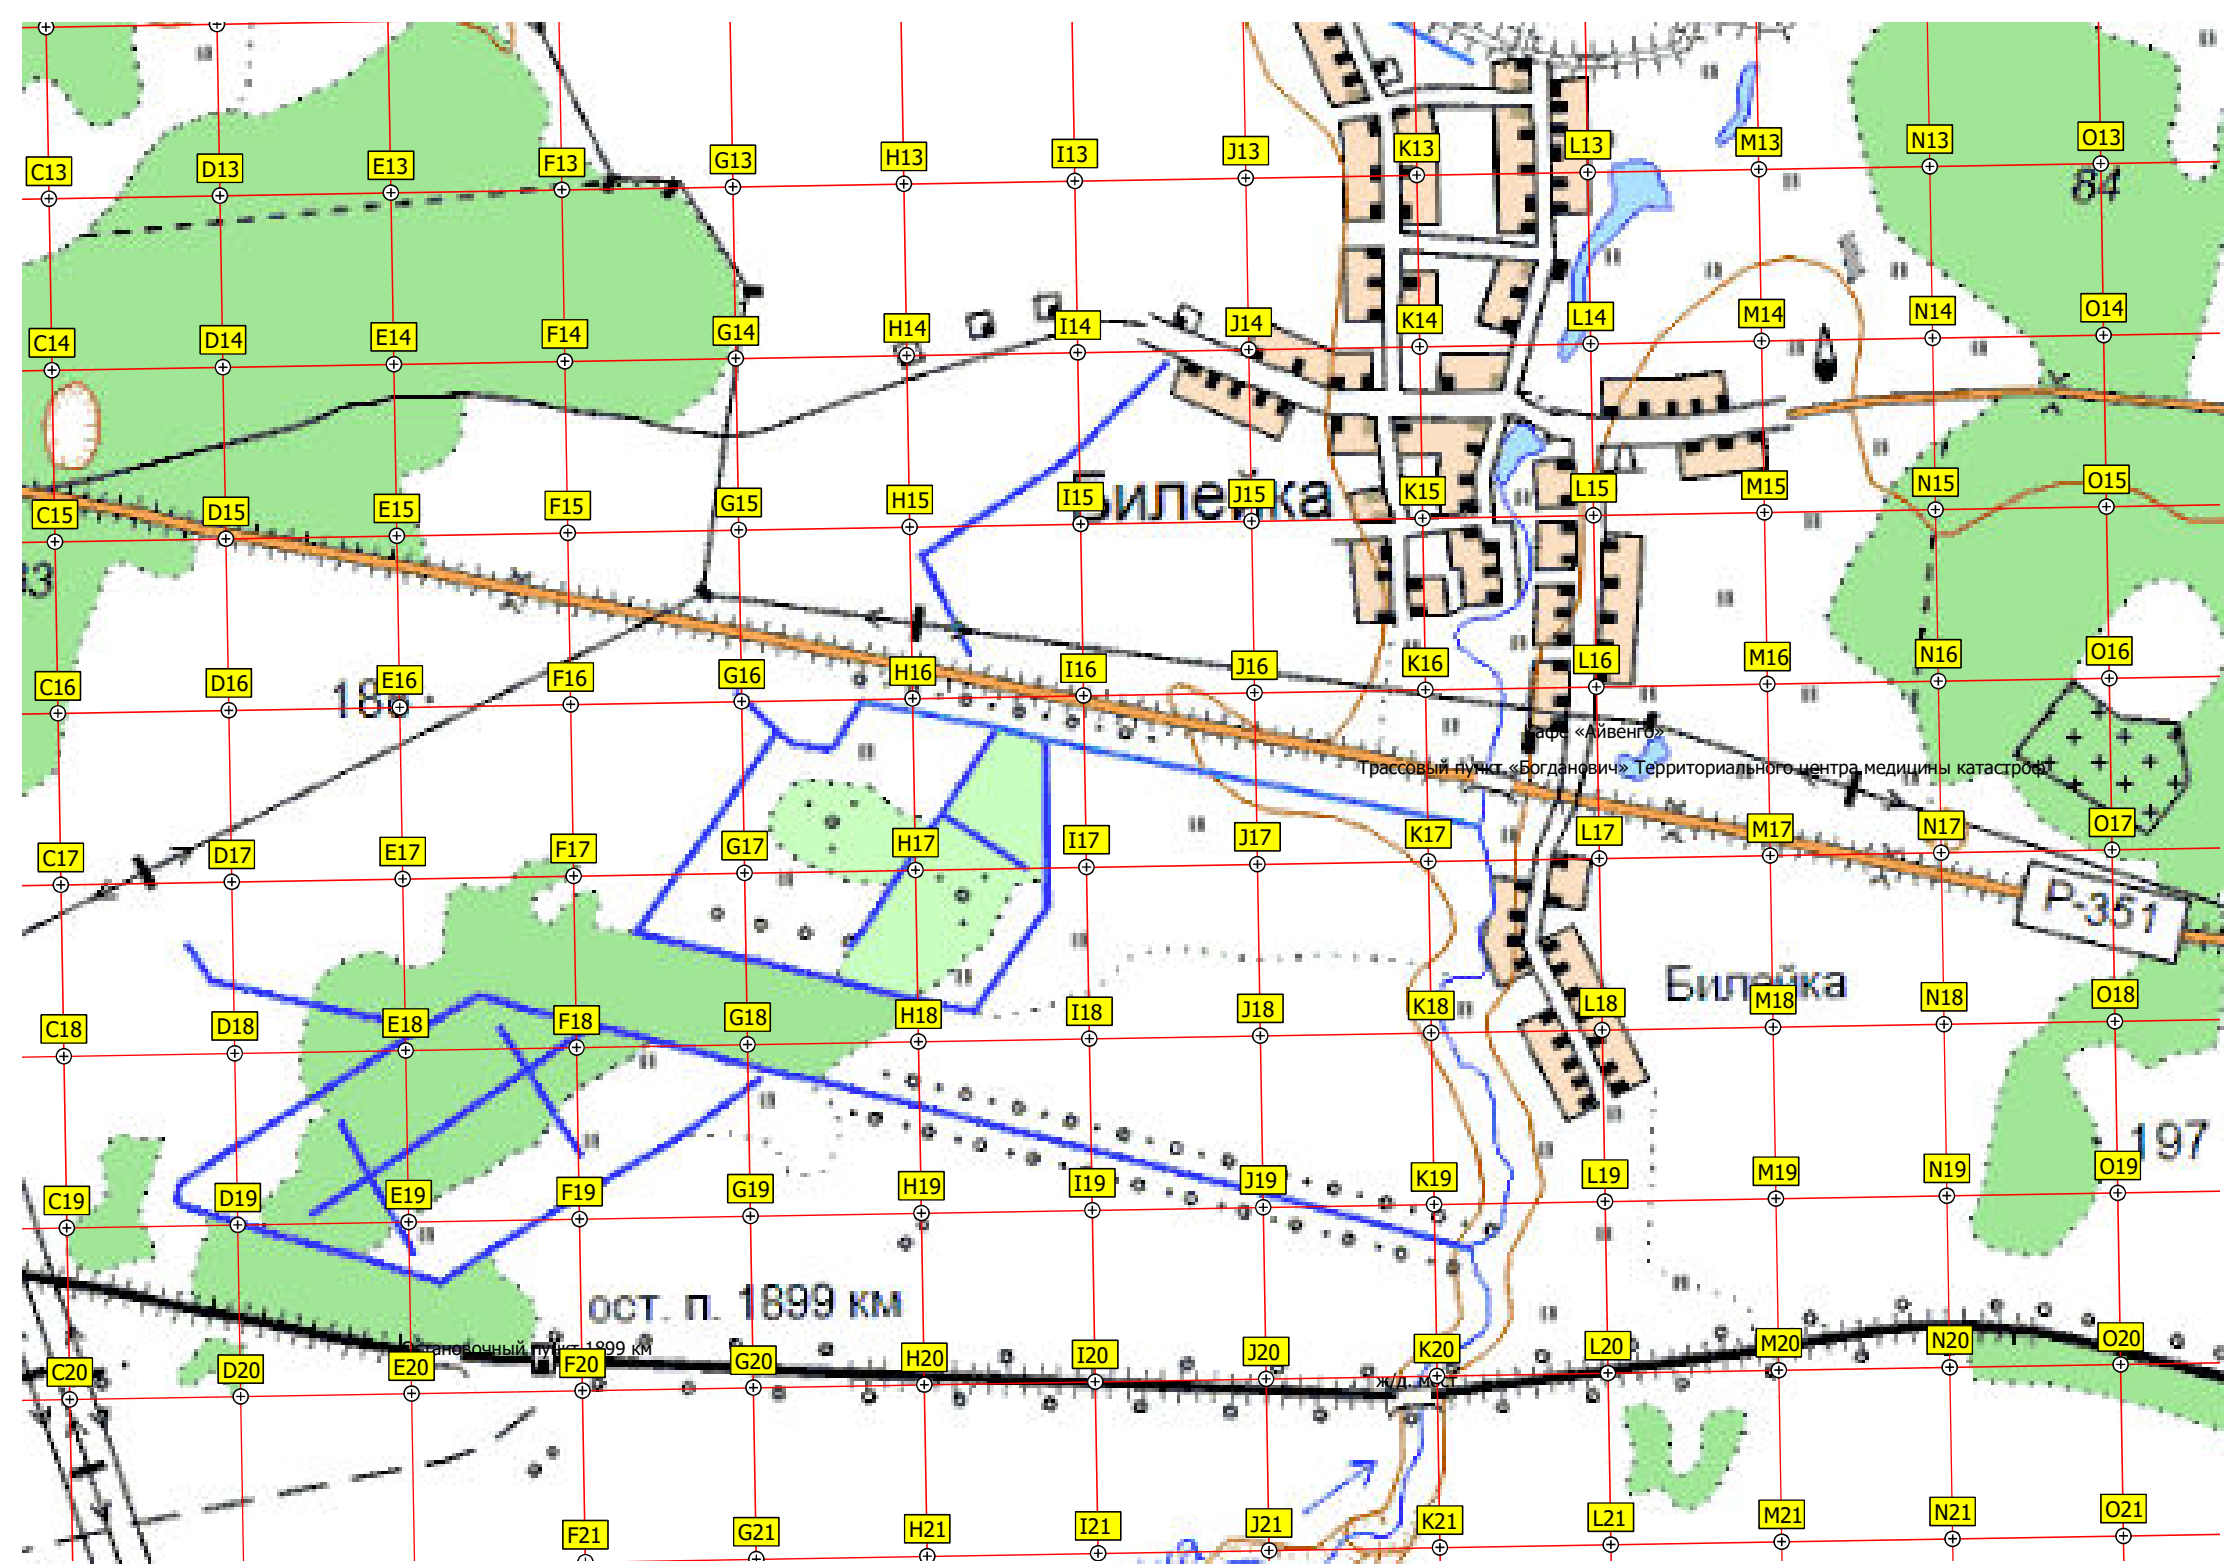 C13 D13 E13 F13 G13 H13 I13 J13 K13 L13 M13 N13 O13
84
C14 D14 E14 F14 G14 H14 I14 J14 K14 L14 M14 N14 O14
Билейка
C15 D15 E15 F15 G15 H15 I15 J15 K15 L15 M15 N15 O15
C16 D16 E16 F16 G16 H16 I16 J16 K16 L16 M16 N16 O16
Кафе «Айвенго»
Трассовый пункт «Богданович» Территориального центра медицины катастроф
C17 D17 E17 F17 G17 H17 I17 J17 K17 L17 M17 N17 O17
Р-351
Билейка
C18 D18 E18 F18 G18 H18 I18 J18 K18 L18 M18 N18 O18
197
C19 D19 E19 F19 G19 H19 I19 J19 K19 L19 M19 N19 O19
ост. п. 1899 км
Остановочный пункт 1899 км
C20 D20 E20 F20 G20 H20 I20 J20 K20 L20 M20 N20 O20
ж/д. мост
F21 G21 H21 I21 J21 K21 L21 M21 N21 O21